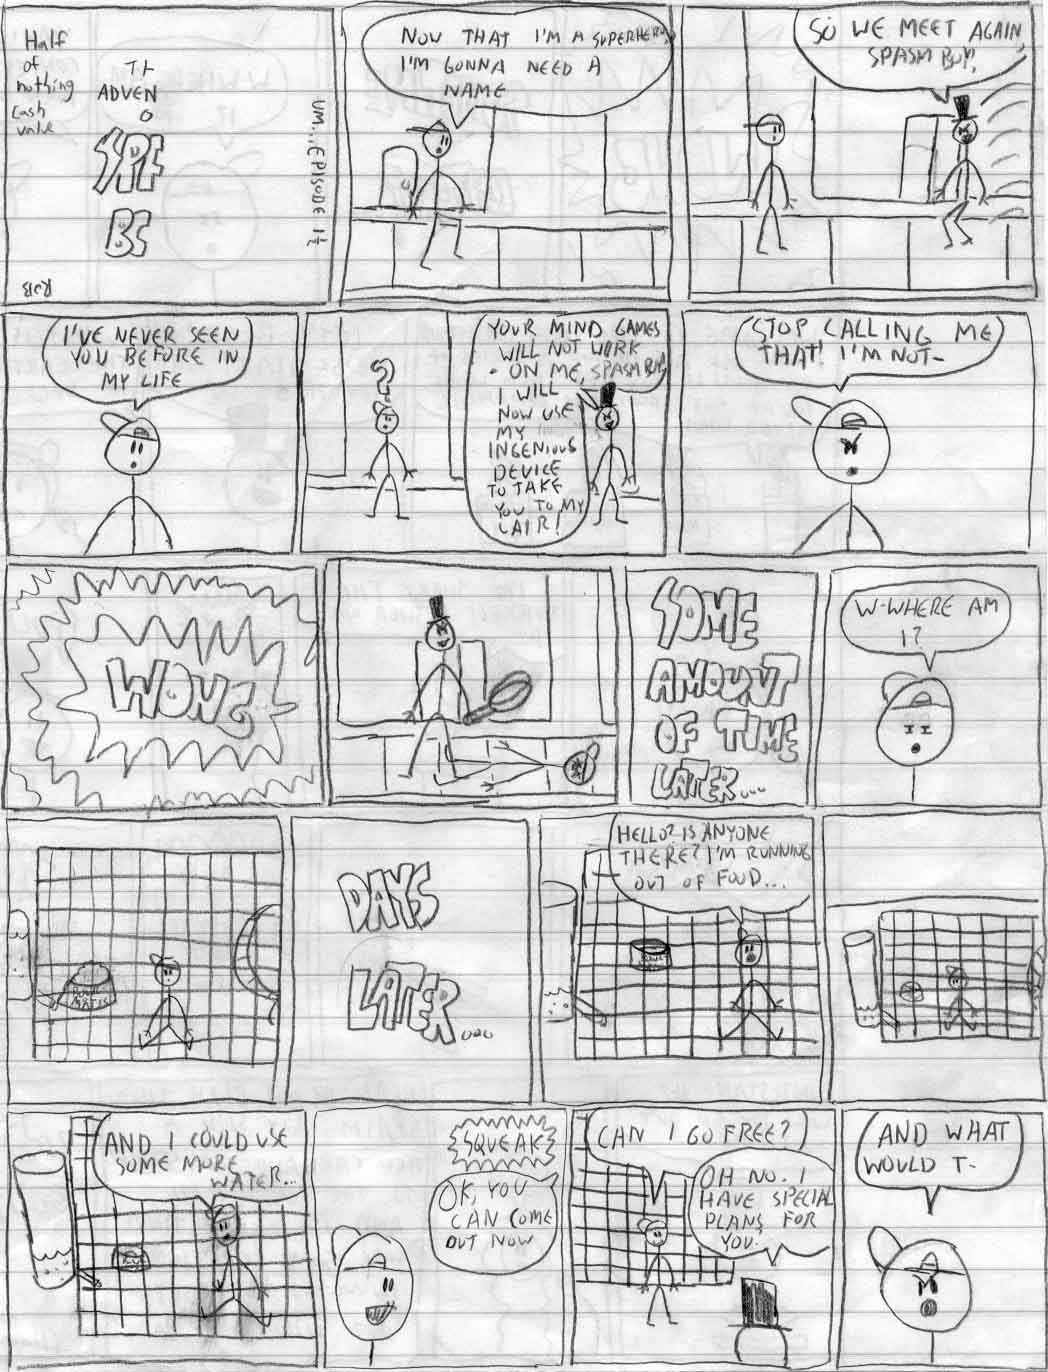 Half
of
nothing
Cash
value
TH
ADVEN
O
SPE
BC
UM... EPISODE 1½
ROB
NOW THAT I'M A SUPERHERO,
I'M GONNA NEED A
NAME
SO WE MEET AGAIN,
SPASM BOY!
I'VE NEVER SEEN
YOU BEFORE IN
MY LIFE
?
YOUR MIND GAMES
WILL NOT WORK
ON ME, SPASM BOY!
I WILL
NOW USE
MY
INGENIOUS
DEVICE
TO TAKE
YOU TO MY
LAIR!
STOP CALLING ME
THAT! I'M NOT-
WONG
SOME
AMOUNT
OF TIME
LATER...
W-WHERE AM
I?
DAYS
LATER...
HELLO? IS ANYONE
THERE? I'M RUNNING
OUT OF FOOD...
AND I COULD USE
SOME MORE
WATER...
SQUEAK
OK, YOU
CAN COME
OUT NOW
CAN I GO FREE?
OH NO. I
HAVE SPECIAL
PLANS FOR
YOU.
AND WHAT
WOULD T-